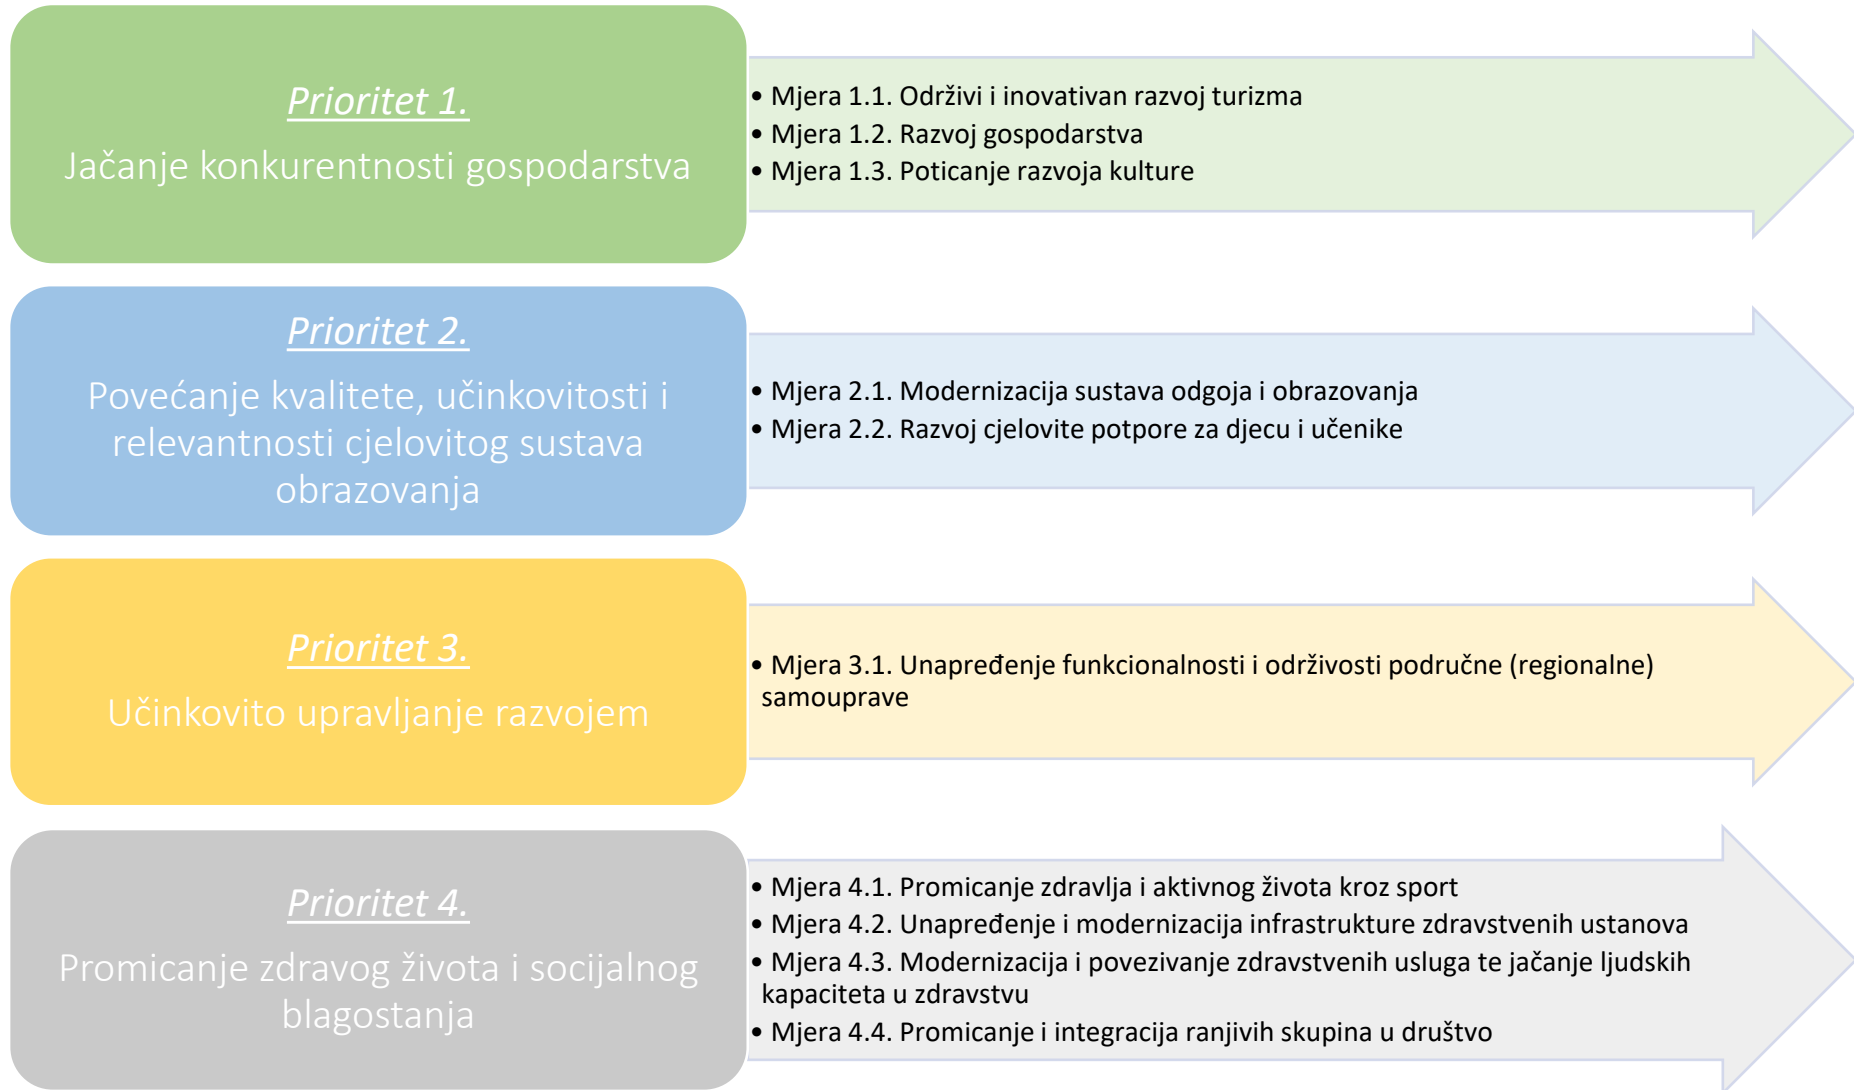 Prioritet 1.
Jačanje konkurentnosti gospodarstva
• Mjera 1.1. Održivi i inovativan razvoj turizma
• Mjera 1.2. Razvoj gospodarstva
• Mjera 1.3. Poticanje razvoja kulture
Prioritet 2.
Povećanje kvalitete, učinkovitosti i
relevantnosti cjelovitog sustava
obrazovanja
• Mjera 2.1. Modernizacija sustava odgoja i obrazovanja
• Mjera 2.2. Razvoj cjelovite potpore za djecu i učenike
Prioritet 3.
Učinkovito upravljanje razvojem
• Mjera 3.1. Unapređenje funkcionalnosti i održivosti područne (regionalne)
samouprave
Prioritet 4.
Promicanje zdravog života i socijalnog
blagostanja
• Mjera 4.1. Promicanje zdravlja i aktivnog života kroz sport
• Mjera 4.2. Unapređenje i modernizacija infrastrukture zdravstvenih ustanova
• Mjera 4.3. Modernizacija i povezivanje zdravstvenih usluga te jačanje ljudskih
kapaciteta u zdravstvu
• Mjera 4.4. Promicanje i integracija ranjivih skupina u društvo